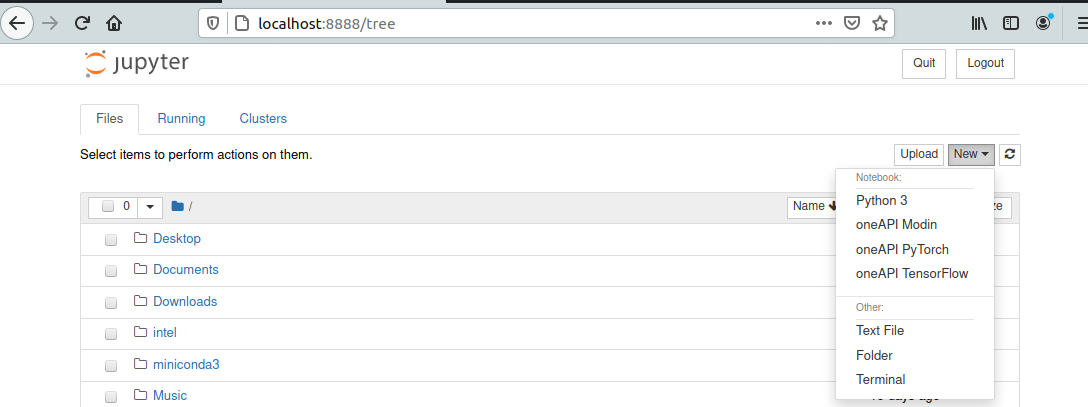 localhost:8888/tree
jupyter
Quit
Logout
Files
Running
Clusters
Select items to perform actions on them.
Upload
New
0
/
Name
Notebook:
Python 3
oneAPI Modin
oneAPI PyTorch
oneAPI TensorFlow
Other:
Text File
Folder
Terminal
Desktop
Documents
Downloads
intel
miniconda3
Music